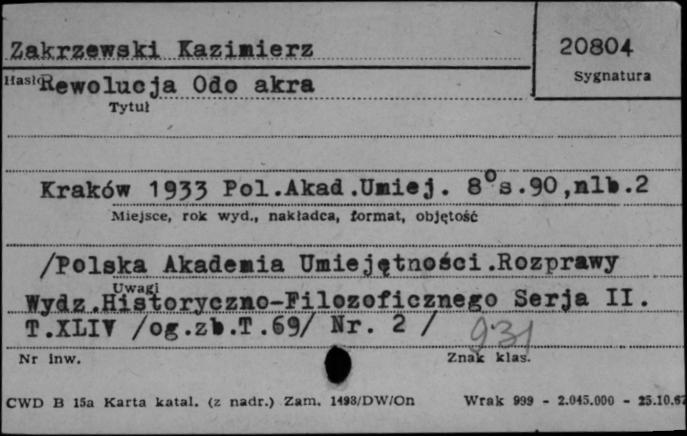 Zakrzewski Kazimierz
20804
Sygnatura
Hasło
Rewolucja Odo akra
Tytuł
Kraków 1933 Pol.Akad.Umiej. 8°s.90,nlb.2
Miejsce, rok wyd., nakładca, format, objętość
/Polska Akademia Umiejętności.Rozprawy
Uwagi
Wydz.Historyczno-Filozoficznego Serja II.
T.XLIV /og.zb.T.69/ Nr. 2 /
931
Nr inw.
Znak klas.
CWD B 15a Karta katal. (z nadr.) Zam. 1498/DW/On Wrak 999 - 2.045.000 - 25.10.67